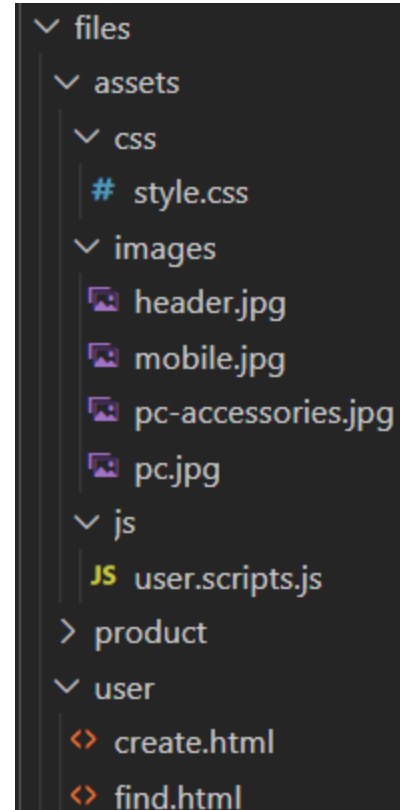 files
assets
css
# style.css
images
header.jpg
mobile.jpg
pc-accessories.jpg
pc.jpg
js
JS user.scripts.js
product
user
<> create.html
<> find.html